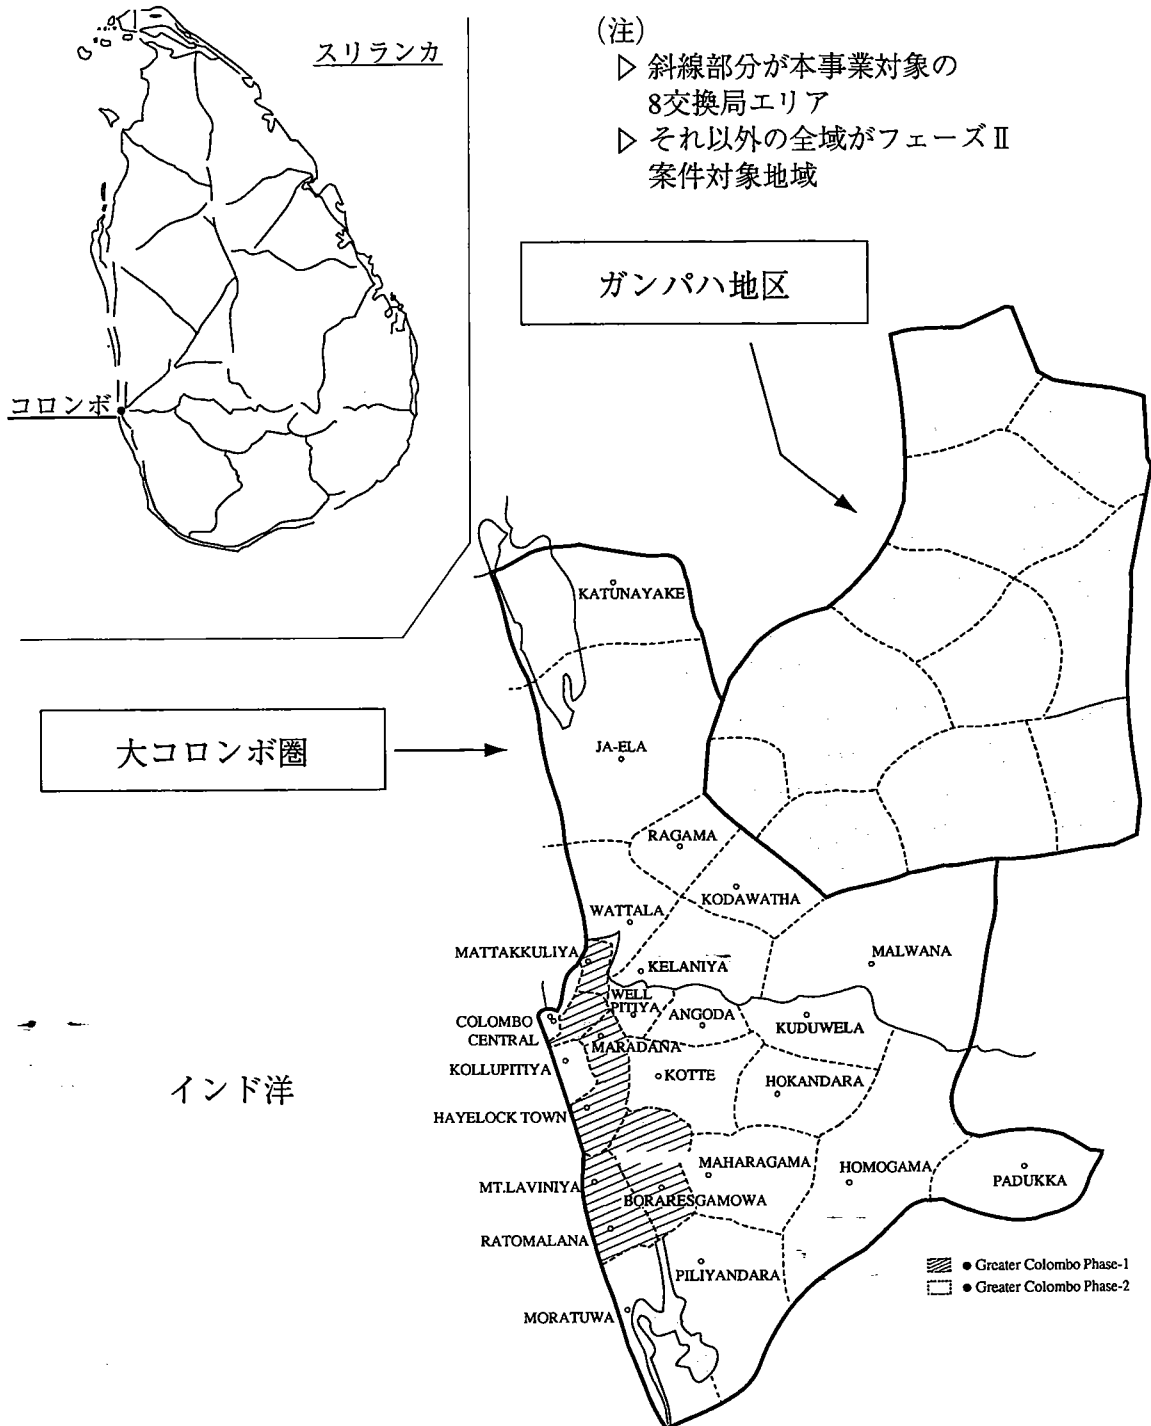 スリランカ
(注)
▷ 斜線部分が本事業対象の
8交換局エリア
▷ それ以外の全域がフェーズⅡ
案件対象地域
ガンパハ地区
コロンボ
KATUNAYAKE
大コロンボ圏
JA-ELA
RAGAMA
KODAWATHA
WATTALA
MATTAKKULIYA
KELANIYA
MALWANA
WELL
PITIYA
ANGODA
KUDUWELA
COLOMBO
CENTRAL
MARADANA
KOLLUPITIYA
KOTTE
HOKANDARA
インド洋
HAYELOCK TOWN
MAHARAGAMA
HOMOGAMA
PADUKKA
MT.LAVINIYA
BORARESGAMOWA
RATOMALANA
PILIYANDARA
● Greater Colombo Phase-1
● Greater Colombo Phase-2
MORATUWA